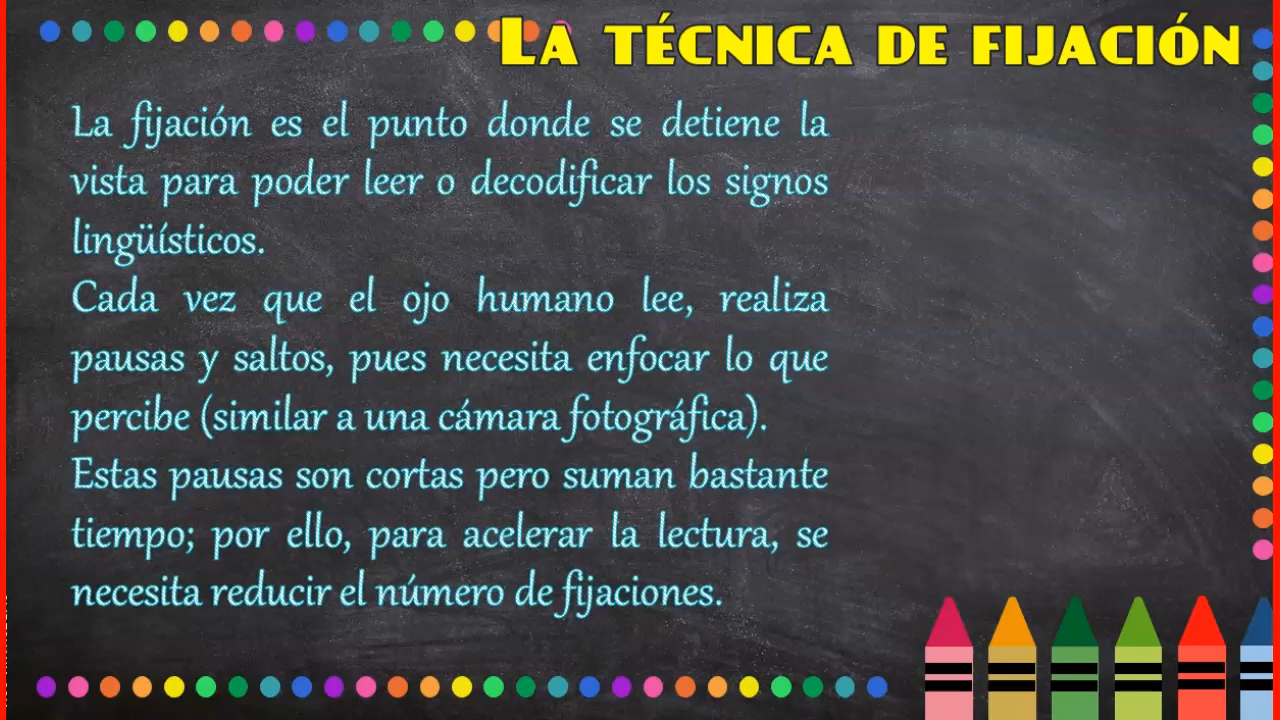 LA TÉCNICA DE FIJACIÓN
La fijación es el punto donde se detiene la
vista para poder leer o decodificar los signos
lingüísticos.
Cada vez que el ojo humano lee, realiza
pausas y saltos, pues necesita enfocar lo que
percibe (similar a una cámara fotográfica).
Estas pausas son cortas pero suman bastante
tiempo; por ello, para acelerar la lectura, se
necesita reducir el número de fijaciones.